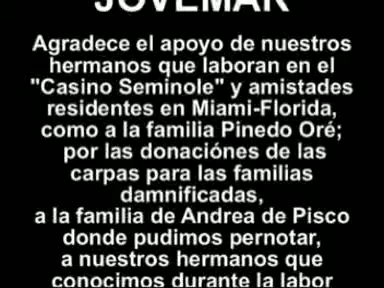 JOVEMAR
Agradece el apoyo de nuestros
hermanos que laboran en el
"Casino Seminole" y amistades
residentes en Miami-Florida,
como a la familia Pinedo Oré;
por las donaciónes de las
carpas para las familias
damnificadas,
a la familia de Andrea de Pisco
donde pudimos pernotar,
a nuestros hermanos que
conocimos durante la labor